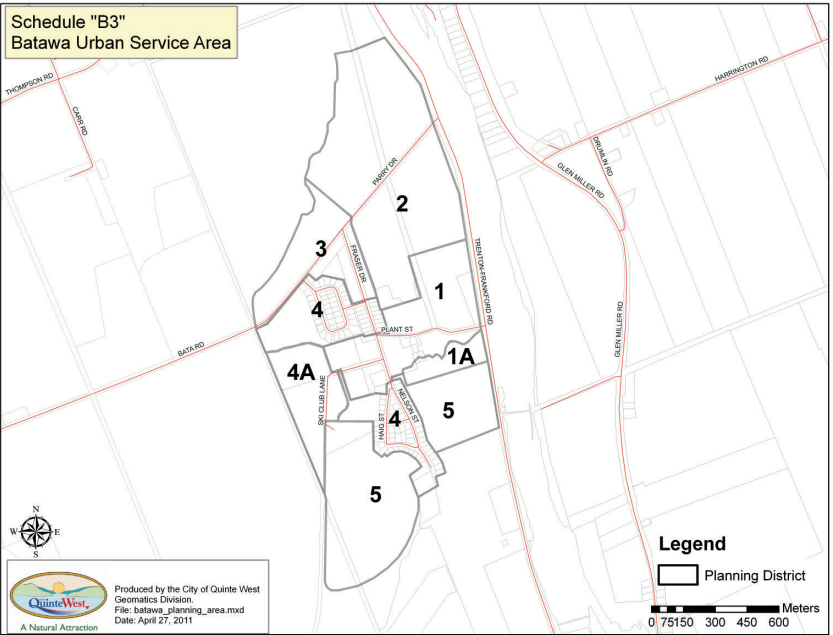 Schedule "B3"
Batawa Urban Service Area
THOMPSON RD
CARR RD
HARRINGTON RD
DRUMLIN RD
GLEN MILLER RD
PARRY DR
2
3
FRASER DR
TRENTON-FRANKFORD RD
1
4
PLANT ST
GLEN MILLER RD
BATA RD
1A
4A
SKI CLUB LANE
HAIG ST
4
NELSON ST
5
5
N
W E
S
Legend
Planning District
Meters
0 75150 300 450 600
QuinteWest
A Natural Attraction
Produced by the City of Quinte West
Geomatics Division.
File: batawa_planning_area.mxd
Date: April 27, 2011